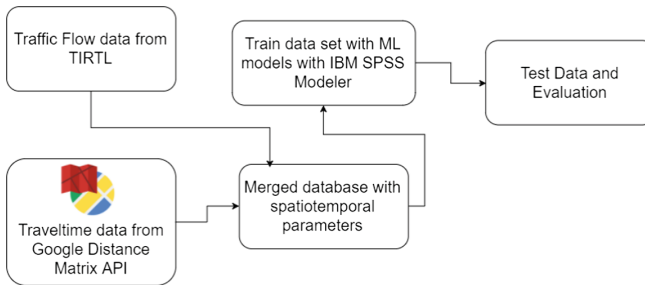 Traffic Flow data from
TIRTL
Train data set with ML
models with IBM SPSS
Modeler
Test Data and
Evaluation
Traveltime data from
Google Distance
Matrix API
Merged database with
spatiotemporal
parameters